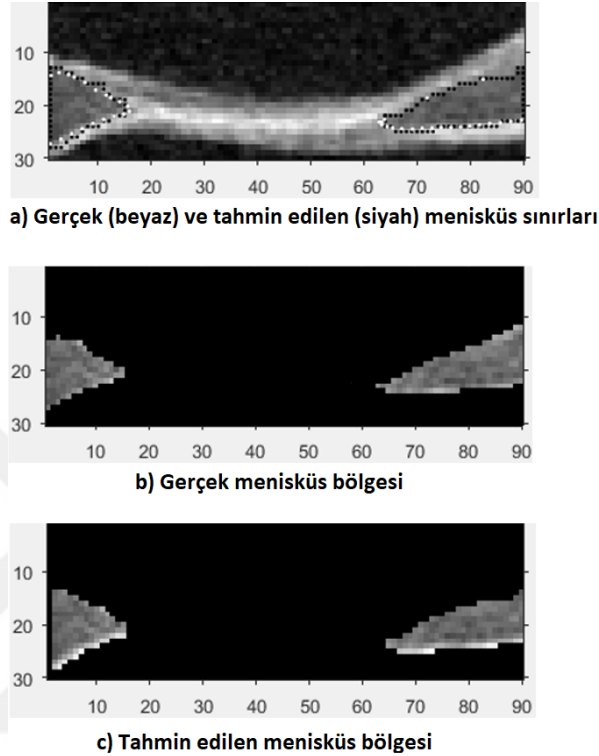 10
20
30
10 20 30 40 50 60 70 80 90
a) Gerçek (beyaz) ve tahmin edilen (siyah) menisküs sınırları
10
20
30
10 20 30 40 50 60 70 80 90
b) Gerçek menisküs bölgesi
10
20
30
10 20 30 40 50 60 70 80 90
c) Tahmin edilen menisküs bölgesi